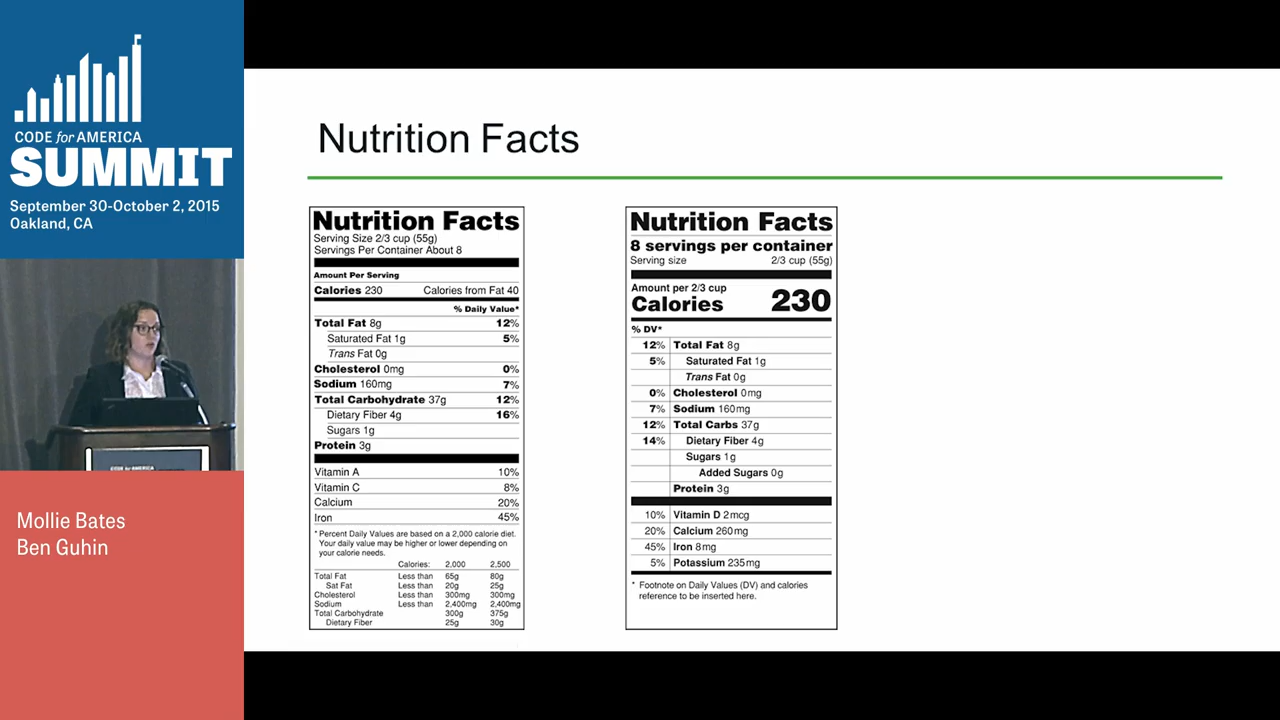 CODE for AMERICA
SUMMIT
September 30-October 2, 2015
Oakland, CA
CODE for AMERICA
Mollie Bates
Ben Guhin
Nutrition Facts
Nutrition Facts
Serving Size 2/3 cup (55g)
Servings Per Container About 8
Amount Per Serving
Calories 230 Calories from Fat 40
% Daily Value*
Total Fat 8g 12%
Saturated Fat 1g 5%
Trans Fat 0g
Cholesterol 0mg 0%
Sodium 160mg 7%
Total Carbohydrate 37g 12%
Dietary Fiber 4g 16%
Sugars 1g
Protein 3g
Vitamin A 10%
Vitamin C 8%
Calcium 20%
Iron 45%
* Percent Daily Values are based on a 2,000 calorie diet.
Your daily value may be higher or lower depending on
your calorie needs.
Calories: 2,000 2,500
Total Fat Less than 65g 80g
Sat Fat Less than 20g 25g
Cholesterol Less than 300mg 300mg
Sodium Less than 2,400mg 2,400mg
Total Carbohydrate 300g 375g
Dietary Fiber 25g 30g
Nutrition Facts
8 servings per container
Serving size 2/3 cup (55g)
Amount per 2/3 cup
Calories 230
% DV*
12% Total Fat 8g
5% Saturated Fat 1g
Trans Fat 0g
0% Cholesterol 0mg
7% Sodium 160mg
12% Total Carbs 37g
14% Dietary Fiber 4g
Sugars 1g
Added Sugars 0g
Protein 3g
10% Vitamin D 2mcg
20% Calcium 260mg
45% Iron 8mg
5% Potassium 235mg
* Footnote on Daily Values (DV) and calories
reference to be inserted here.